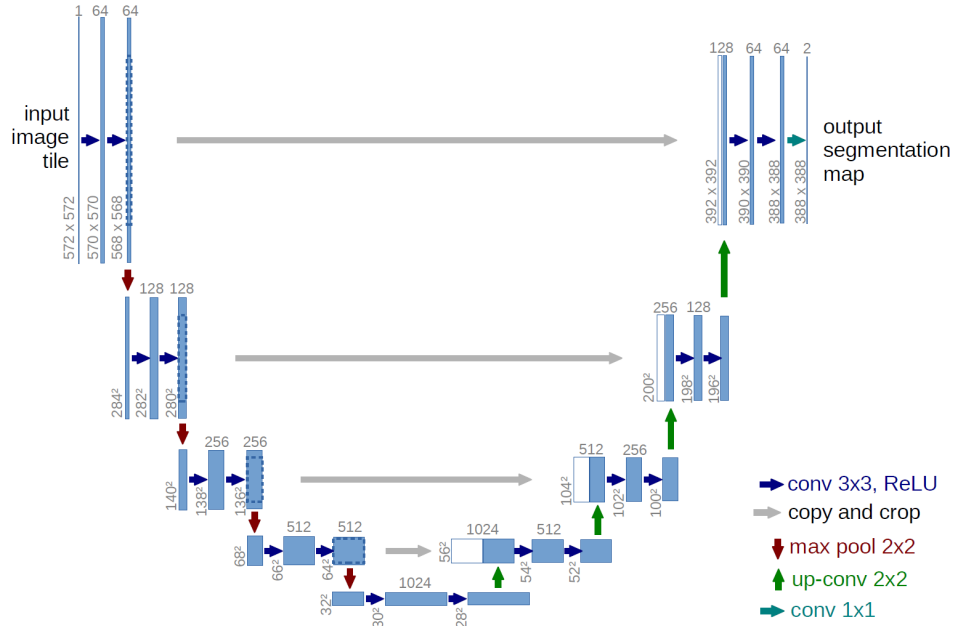 1 64 64
128 64 64 2
input
image
tile
output
segmentation
map
572 x 572
570 x 570
568 x 568
392 x 392
390 x 390
388 x 388
388 x 388
128 128
256 128
284²
282²
280²
200²
198²
196²
256 256
512 256
140²
138²
136²
104²
102²
100²
512 512
1024 512
68²
66²
64²
56²
54²
52²
1024
32²
30²
28²
conv 3x3, ReLU
copy and crop
max pool 2x2
up-conv 2x2
conv 1x1